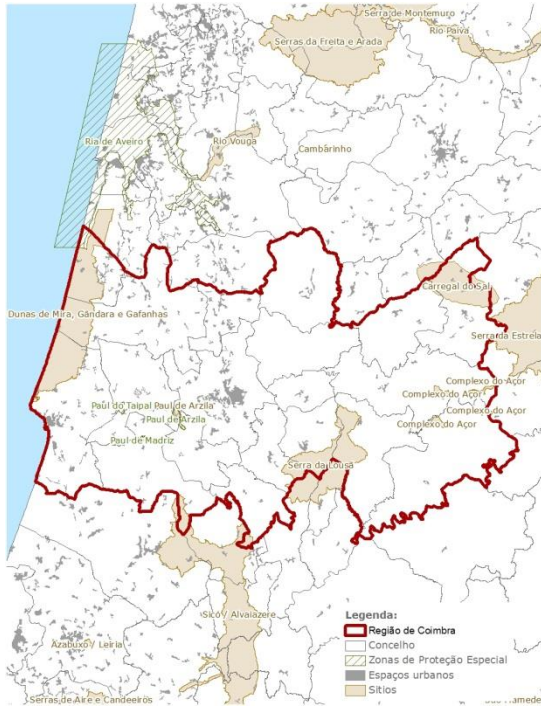 Serra de Montemuro
Serras da Freita e Arada
Rio Paiva
Ria de Aveiro
Rio Vouga
Cambarinho
Carregal do Sal
Dunas de Mira, Gândara e Gafanhas
Serra da Estrela
Complexo do Açor
Complexo do Açor
Paul do Taipal Paul de Arzila
Complexo do Açor
Paul de Arzila
Complexo do Açor
Paul de Madriz
Serra da Lousã
Sicó / Alvaiázere
Legenda:
Região de Coimbra
Concelho
Azabuxo / Leiria
Zonas de Proteção Especial
Espaços urbanos
Serras de Aire e Candeeiros
Sítios